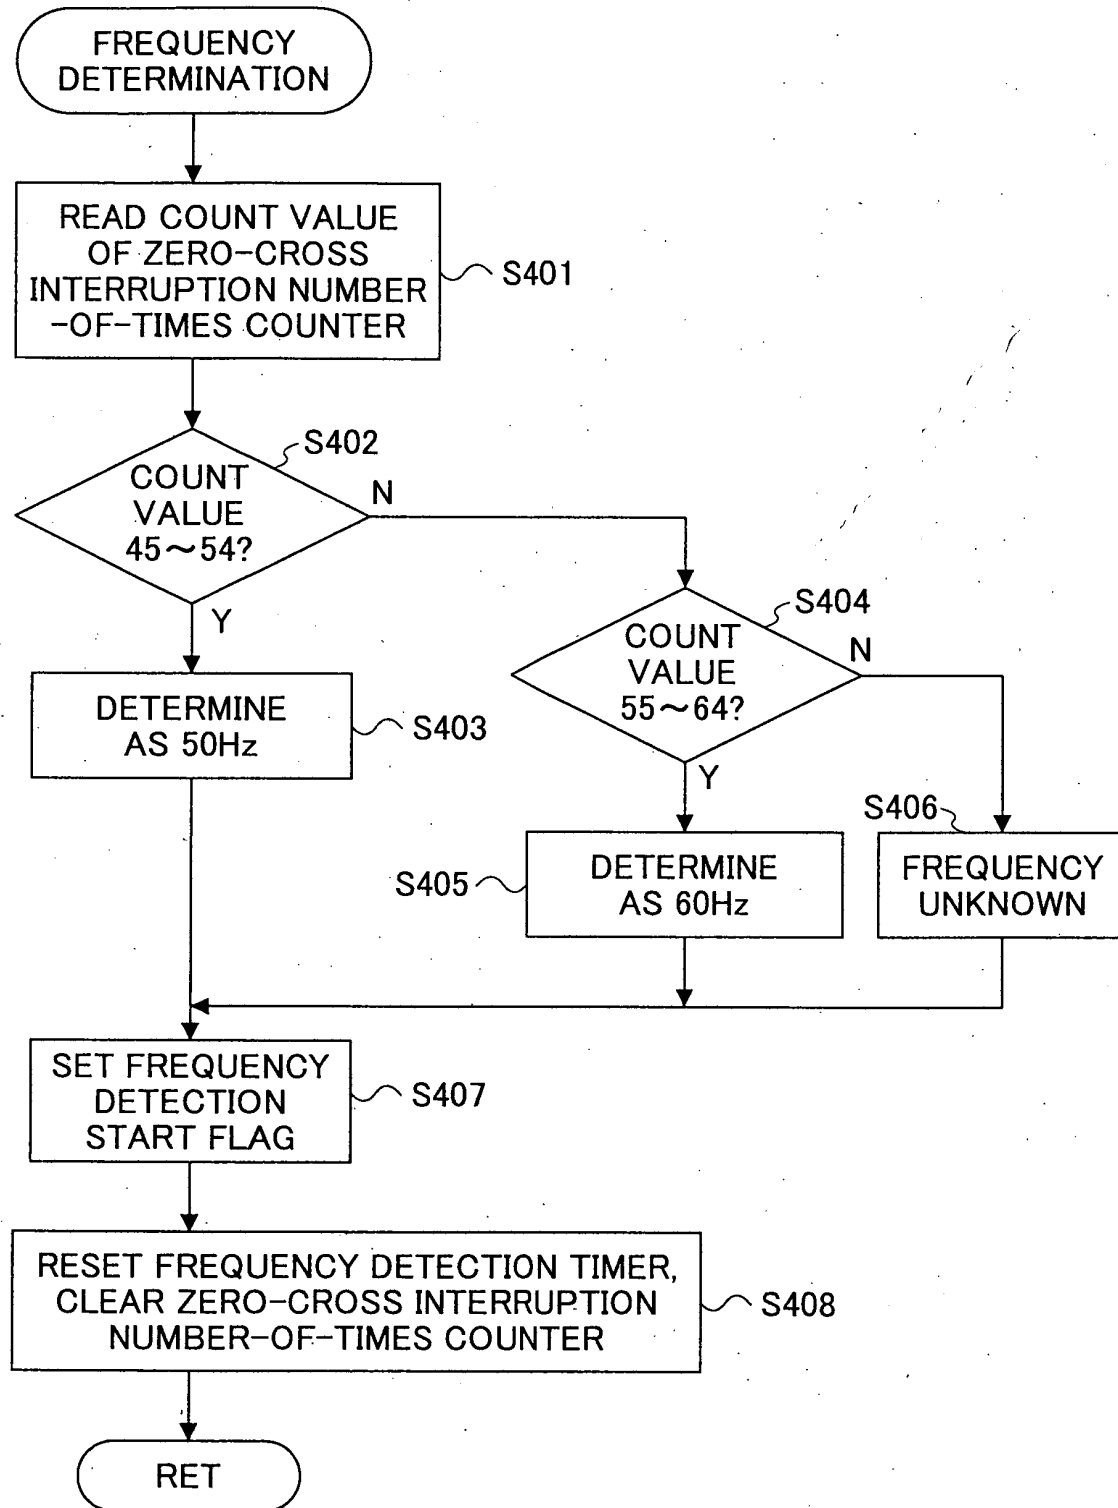 FREQUENCY
DETERMINATION
READ COUNT VALUE
OF ZERO-CROSS
INTERRUPTION NUMBER
-OF-TIMES COUNTER
S401
S402
COUNT
VALUE
45～54?
N
Y
S404
COUNT
VALUE
55～64?
N
Y
DETERMINE
AS 50Hz
S403
S406
S405
DETERMINE
AS 60Hz
FREQUENCY
UNKNOWN
SET FREQUENCY
DETECTION
START FLAG
S407
RESET FREQUENCY DETECTION TIMER,
CLEAR ZERO-CROSS INTERRUPTION
NUMBER-OF-TIMES COUNTER
S408
RET